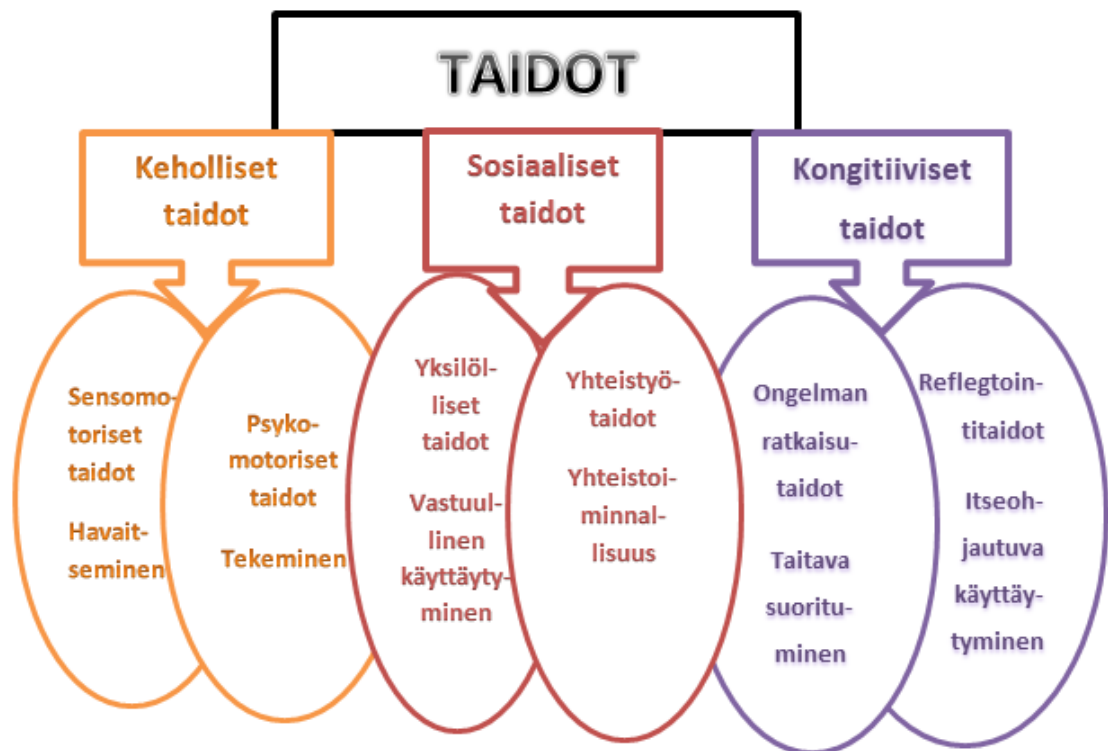 TAIDOT
Keholliset
taidot
Sosiaaliset
taidot
Kongitiiviset
taidot
Sensomo-
toriset
taidot
Havait-
seminen
Psyko-
motoriset
taidot
Tekeminen
Yksilöl-
liset
taidot
Vastuul-
linen
käyttäyty-
minen
Yhteistyö-
taidot
Yhteistoi-
minnal-
lisuus
Ongelman
ratkaisu-
taidot
Taitava
suoritu-
minen
Reflegtoin-
titaidot
Itseoh-
jautuva
käyttäy-
tyminen